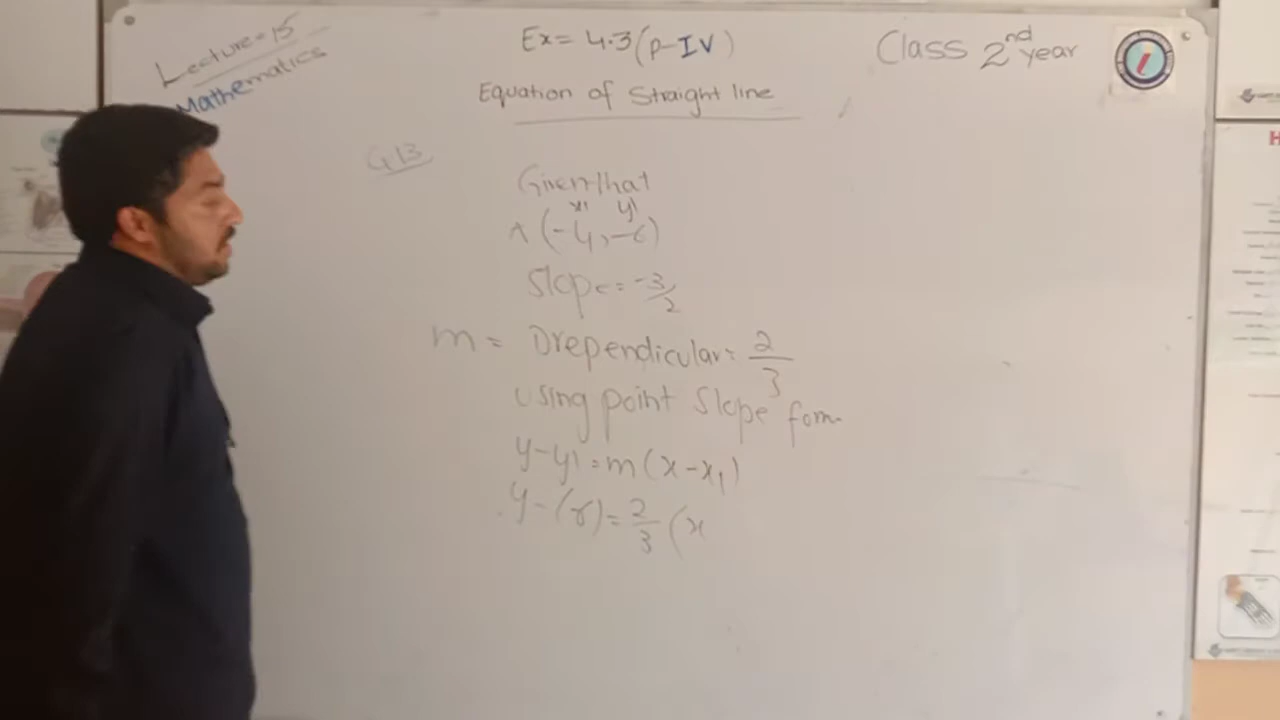 Lecture=15
Mathematics
Ex= 4.3(P-IV)
Class 2nd year
Equation of Straight line
Q13
Given that
x1 y1
A(-4,-6)
Slope=-3/2
m= Drependicular= 2/3
using point slope form
y-y1=m(x-x1)
y-(-6)=2/3(x